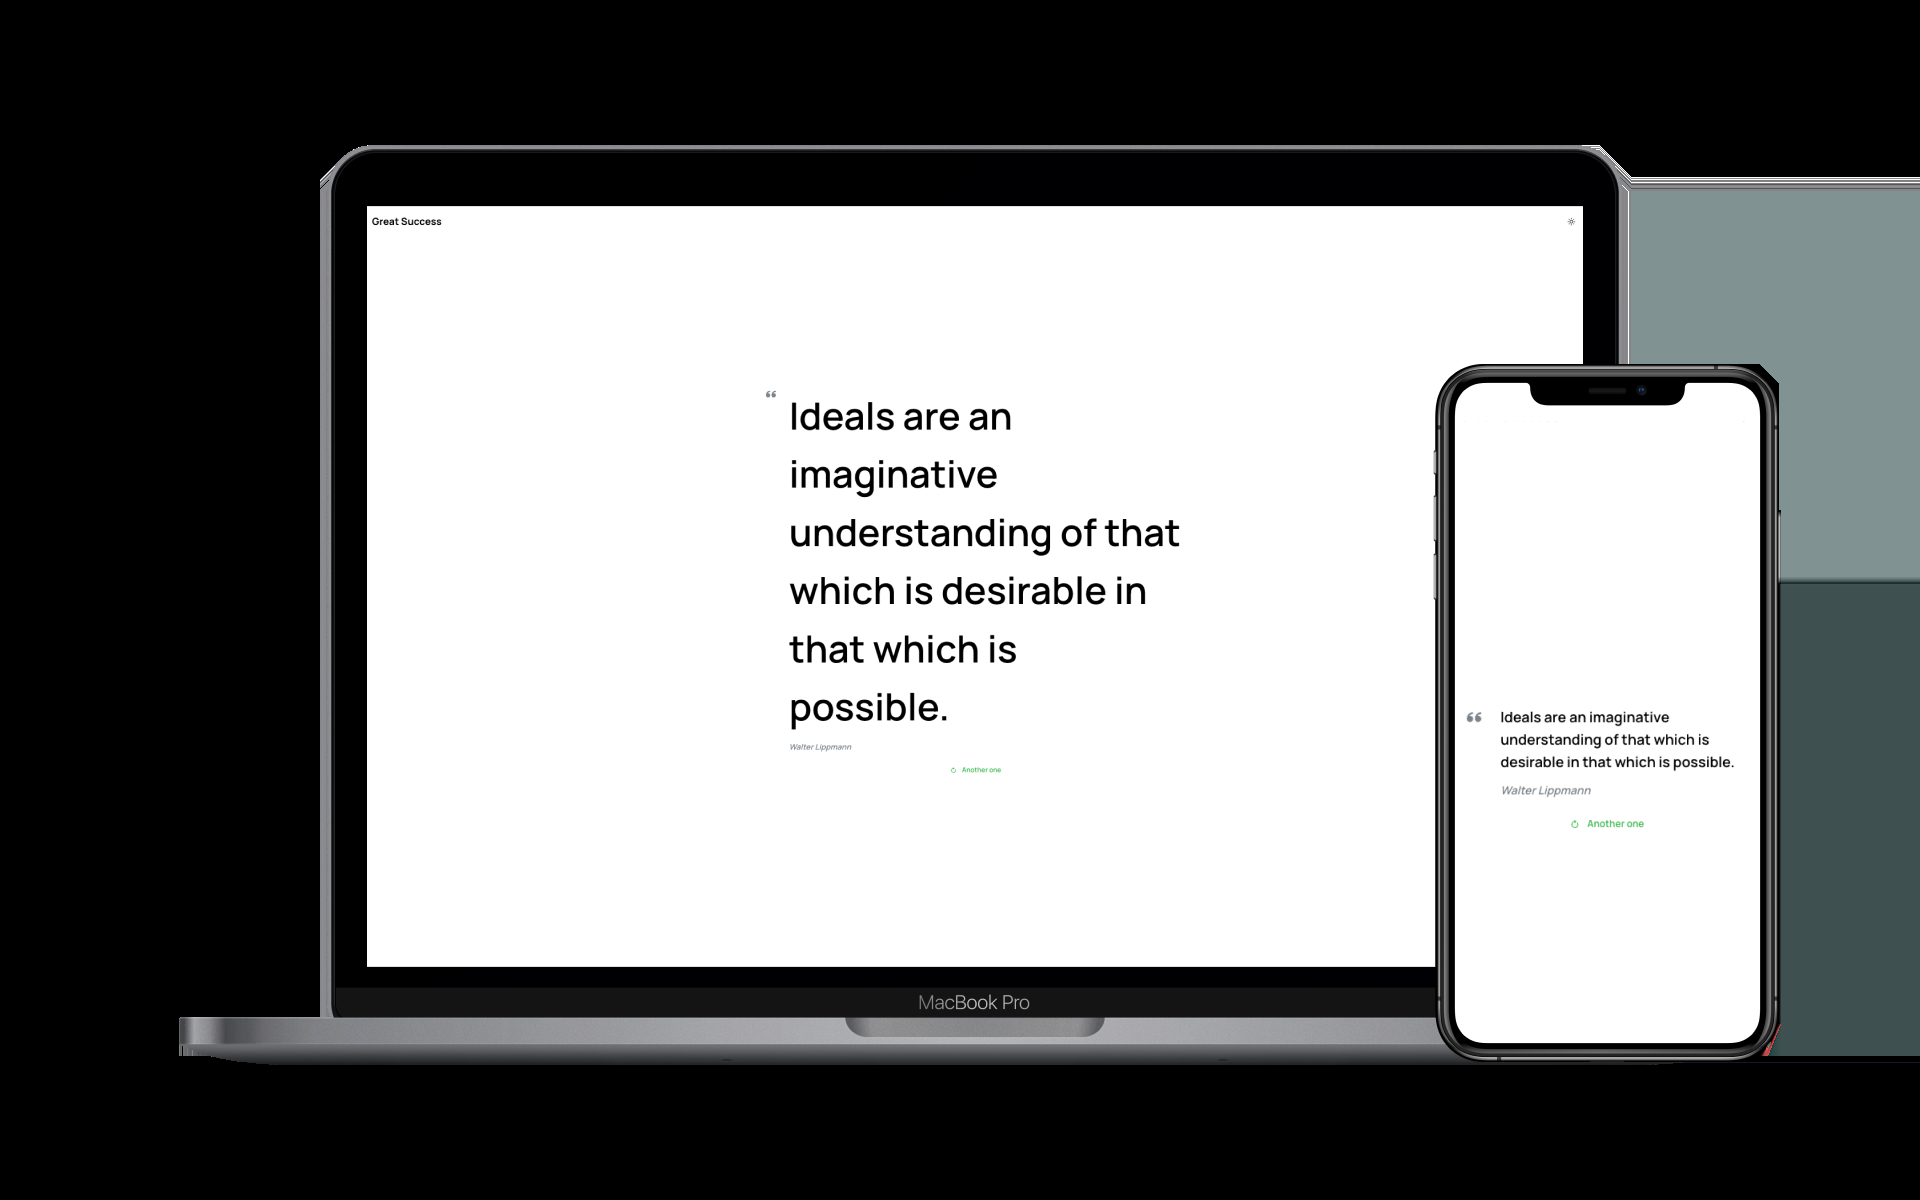 Great Success
“
Ideals are an
imaginative
understanding of that
which is desirable in
that which is
possible.
Walter Lippmann
Another one
MacBook Pro
“
Ideals are an imaginative
understanding of that which is
desirable in that which is possible.
Walter Lippmann
Another one